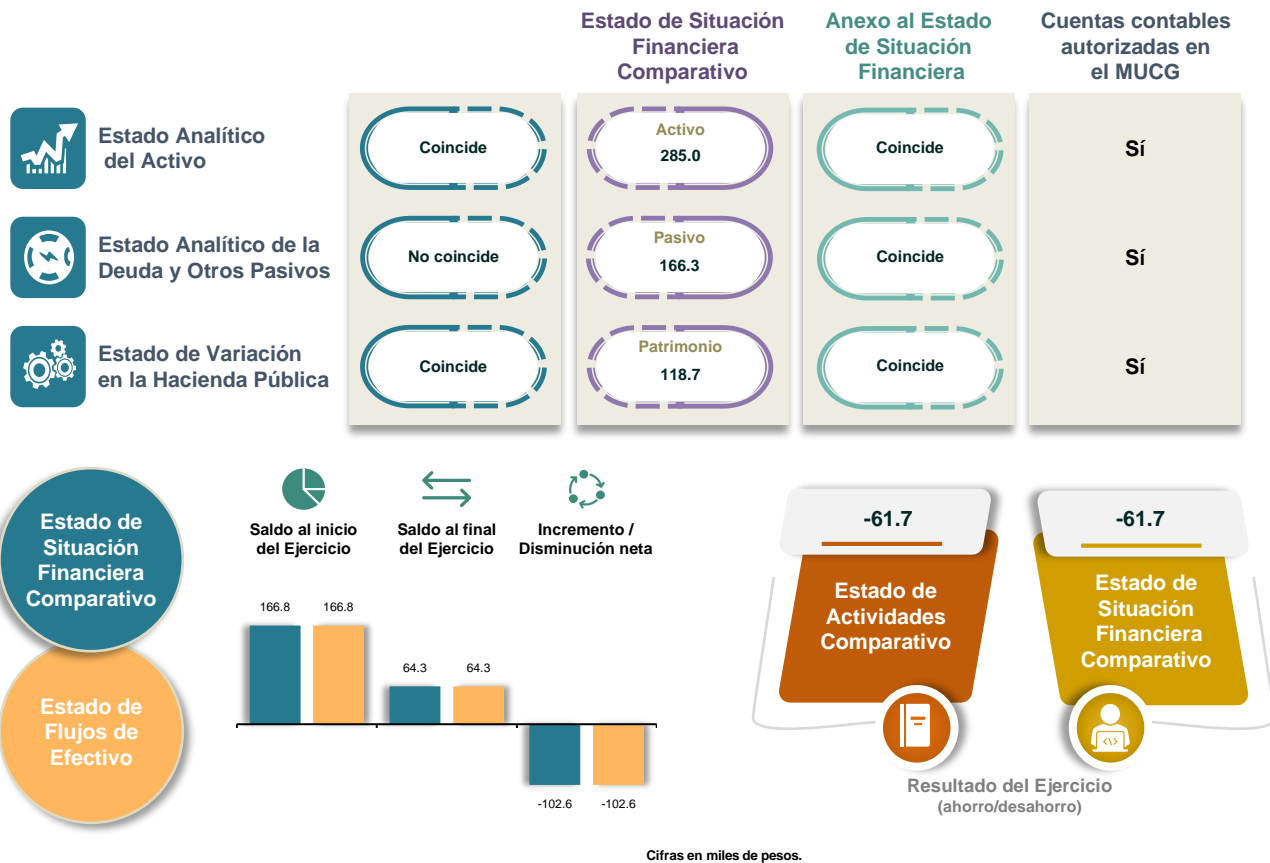 Estado de Situación
Financiera
Comparativo
Anexo al Estado
de Situación
Financiera
Cuentas contables
autorizadas en
el MUCG
Estado Analítico
del Activo
Coincide
Activo
285.0
Coincide
Sí
Estado Analítico de la
Deuda y Otros Pasivos
No coincide
Pasivo
166.3
Coincide
Sí
Estado de Variación
en la Hacienda Pública
Coincide
Patrimonio
118.7
Coincide
Sí
Estado de
Situación
Financiera
Comparativo
Estado de
Flujos de
Efectivo
Saldo al inicio
del Ejercicio
Saldo al final
del Ejercicio
Incremento /
Disminución neta
166.8
166.8
64.3
64.3
-102.6
-102.6
-61.7
Estado de
Actividades
Comparativo
-61.7
Estado de
Situación
Financiera
Comparativo
Resultado del Ejercicio
(ahorro/desahorro)
Cifras en miles de pesos.